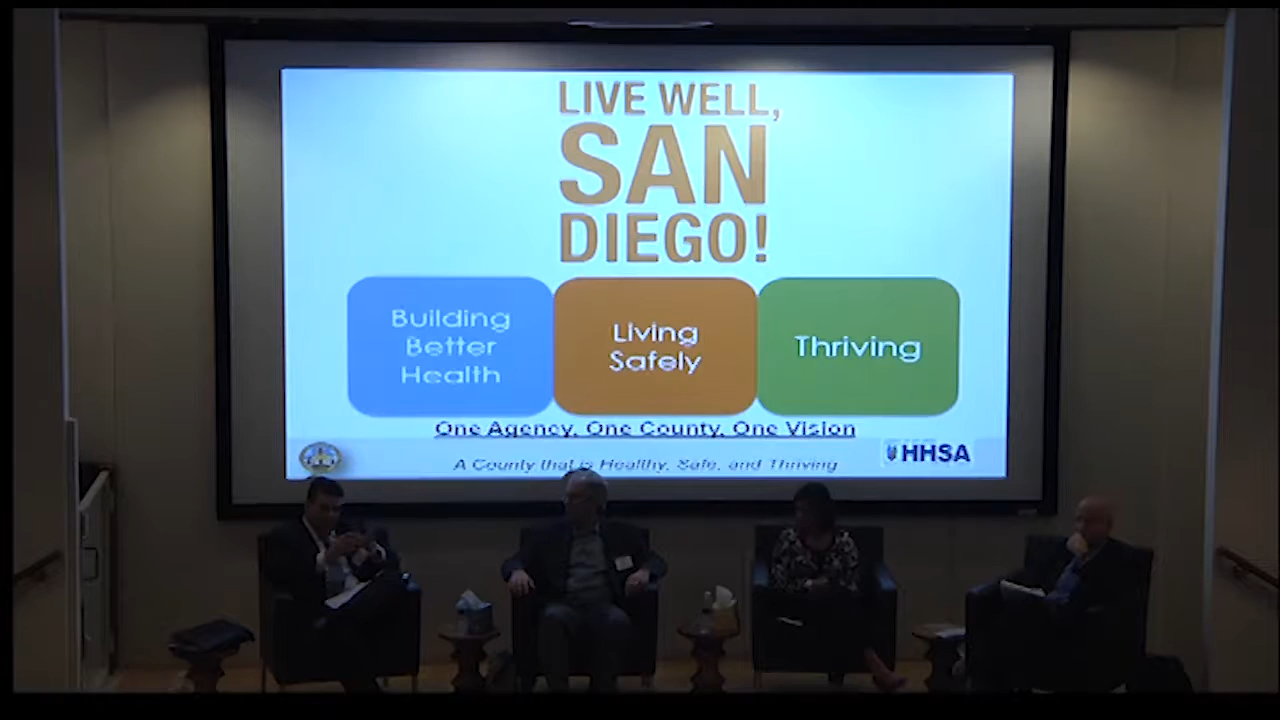 LIVE WELL,
SAN
DIEGO!
Building
Better
Health
Living
Safely
Thriving
One Agency, One County, One Vision
A County that is Healthy, Safe, and Thriving
HHSA